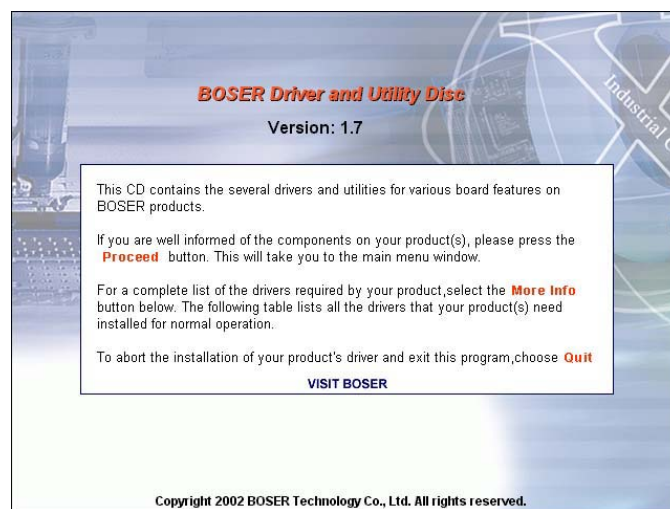 BOSER Driver and Utility Disc
Version: 1.7
Industrial
This CD contains the several drivers and utilities for various board features on
BOSER products.
If you are well informed of the components on your product(s), please press the
Proceed button. This will take you to the main menu window.
For a complete list of the drivers required by your product,select the More Info
button below. The following table lists all the drivers that your product(s) need
installed for normal operation.
To abort the installation of your product's driver and exit this program,choose Quit
VISIT BOSER
Copyright 2002 BOSER Technology Co., Ltd. All rights reserved.